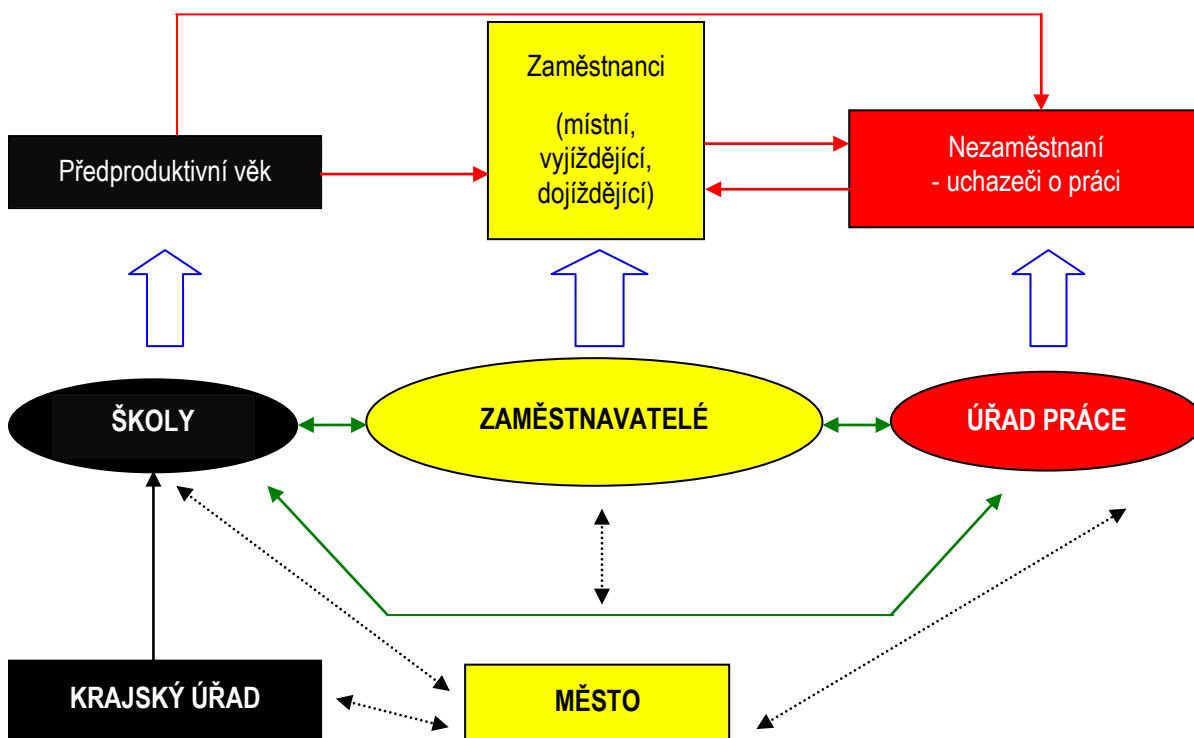 Zaměstnanci
(místní,
vyjíždějící,
dojíždějící)
Předproduktivní věk
Nezaměstnaní
- uchazeči o práci
ŠKOLY
ZAMĚSTNAVATELÉ
ÚŘAD PRÁCE
KRAJSKÝ ÚŘAD
MĚSTO